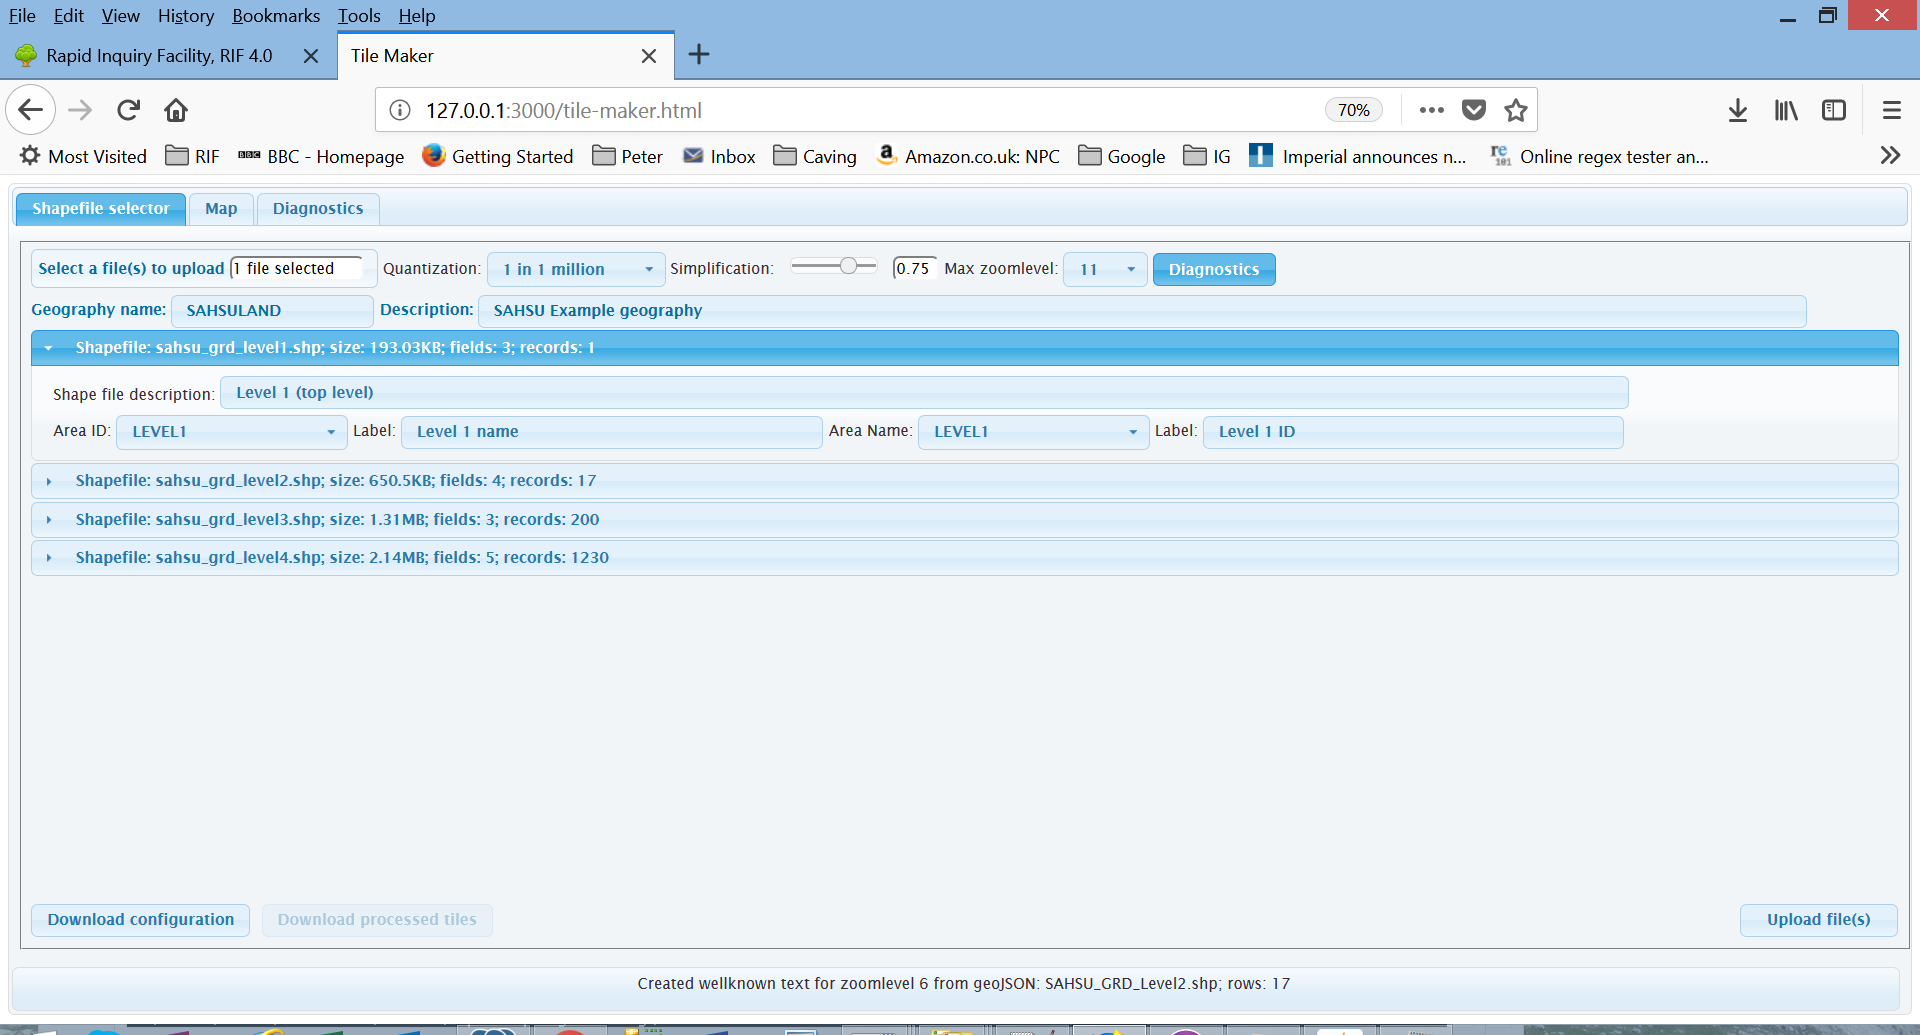 File Edit View History Bookmarks Tools Help
Rapid Inquiry Facility, RIF 4.0 Tile Maker
127.0.0.1:3000/tile-maker.html 70%
Most Visited RIF BBC BBC - Homepage Getting Started Peter Inbox Caving a Amazon.co.uk: NPC Google IG Imperial announces n... re 101 Online regex tester an...
Shapefile selector Map Diagnostics
Select a file(s) to upload 1 file selected Quantization: 1 in 1 million Simplification: 0.75 Max zoomlevel: 11 Diagnostics
Geography name: SAHSULAND Description: SAHSU Example geography
Shapefile: sahsu_grd_level1.shp; size: 193.03KB; fields: 3; records: 1
Shape file description: Level 1 (top level)
Area ID: LEVEL1 Label: Level 1 name Area Name: LEVEL1 Label: Level 1 ID
Shapefile: sahsu_grd_level2.shp; size: 650.5KB; fields: 4; records: 17
Shapefile: sahsu_grd_level3.shp; size: 1.31MB; fields: 3; records: 200
Shapefile: sahsu_grd_level4.shp; size: 2.14MB; fields: 5; records: 1230
Download configuration Download processed tiles Upload file(s)
Created wellknown text for zoomlevel 6 from geoJSON: SAHSU_GRD_Level2.shp; rows: 17